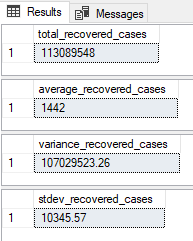 Results Messages
total_recovered_cases
1 113089548
average_recovered_cases
1 1442
variance_recovered_cases
1 107029523.26
stdev_recovered_cases
1 10345.57